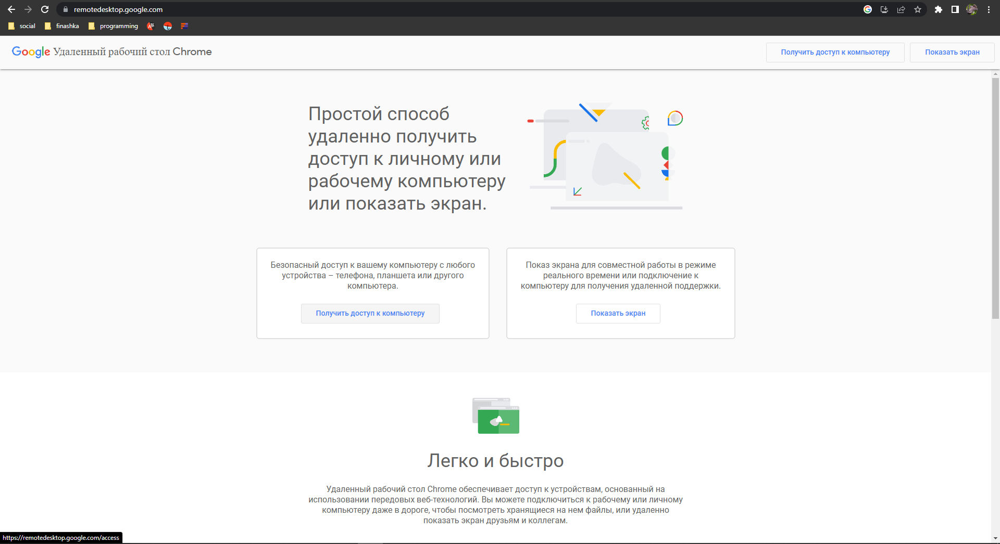 remotedesktop.google.com
social
finashka
programming
Google Удаленный рабочий стол Chrome
Получить доступ к компьютеру
Показать экран
Простой способ
удаленно получить
доступ к личному или
рабочему компьютеру
или показать экран.
Безопасный доступ к вашему компьютеру с любого
устройства – телефона, планшета или другого
компьютера.
Получить доступ к компьютеру
Показ экрана для совместной работы в режиме
реального времени или подключение к
компьютеру для получения удаленной поддержки.
Показать экран
Легко и быстро
Удаленный рабочий стол Chrome обеспечивает доступ к устройствам, основанный на
использовании передовых веб-технологий. Вы можете подключиться к рабочему или личному
компьютеру даже в дороге, чтобы посмотреть хранящиеся на нем файлы, или удаленно
показать экран друзьям и коллегам.
https://remotedesktop.google.com/access